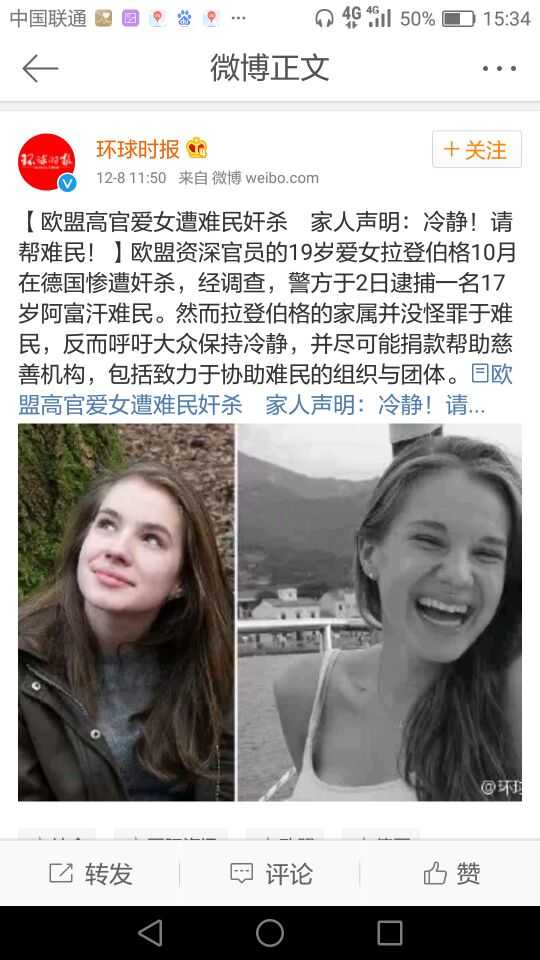 中国联通 ··· 4G 4G 50% 15:34
微博正文
环球时报
环球时报
+关注
12-8 11:50 来自 微博 weibo.com
【 欧盟高官爱女遭难民奸杀 家人声明：冷静！请
帮难民！】欧盟资深官员的19岁爱女拉登伯格10月
在德国惨遭奸杀，经调查，警方于2日逮捕一名17
岁阿富汗难民。然而拉登伯格的家属并没怪罪于难
民，反而呼吁大众保持冷静，并尽可能捐款帮助慈
善机构，包括致力于协助难民的组织与团体。欧
盟高官爱女遭难民奸杀 家人声明：冷静！请...
@环球
转发 评论 赞